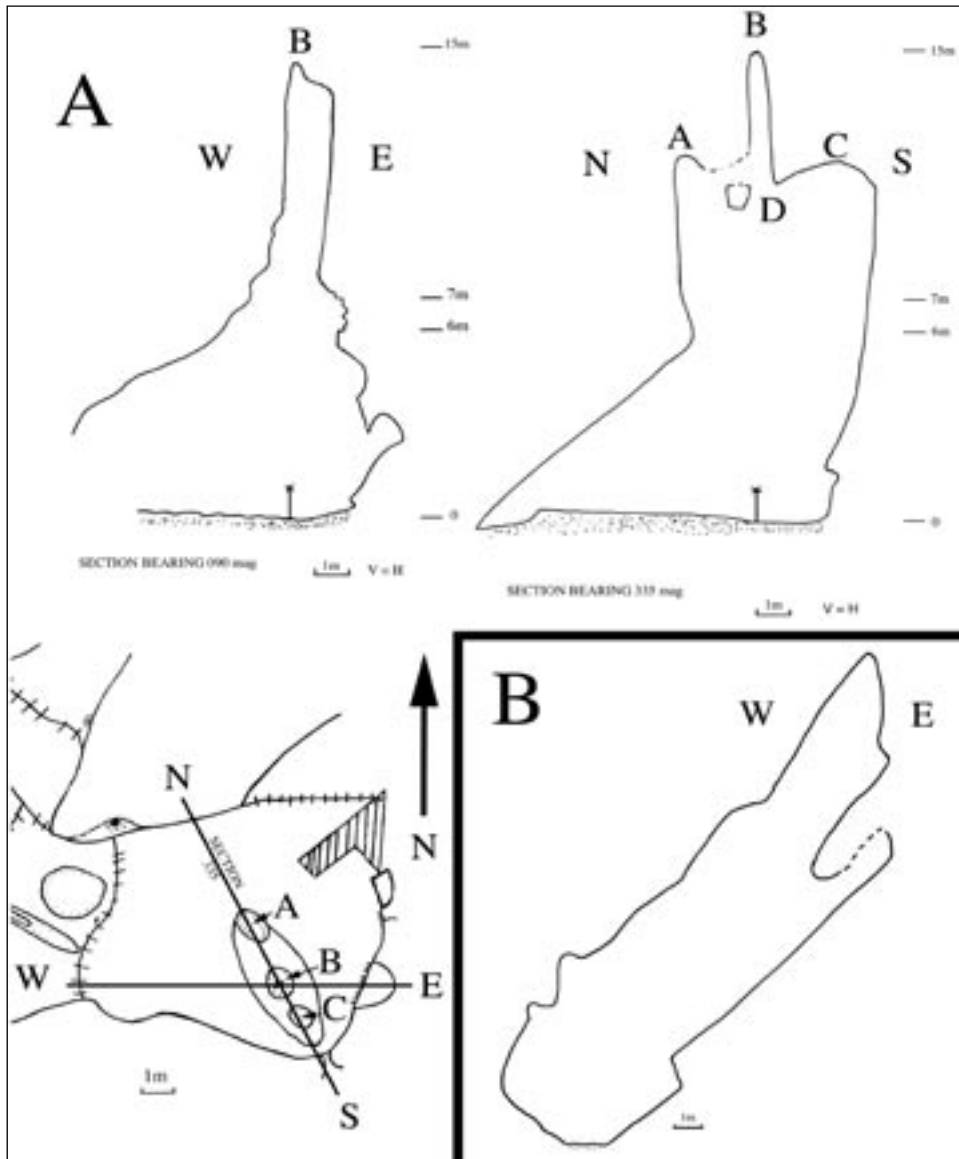 A
B
W
E
15m
7m
6m
0
SECTION BEARING 090 mag
1m
V = H
B
A
C
N
S
D
15m
7m
6m
0
SECTION BEARING 335 mag
1m
V = H
N
SECTION
335
A
B
C
W
E
S
N
1m
B
W
E
1m